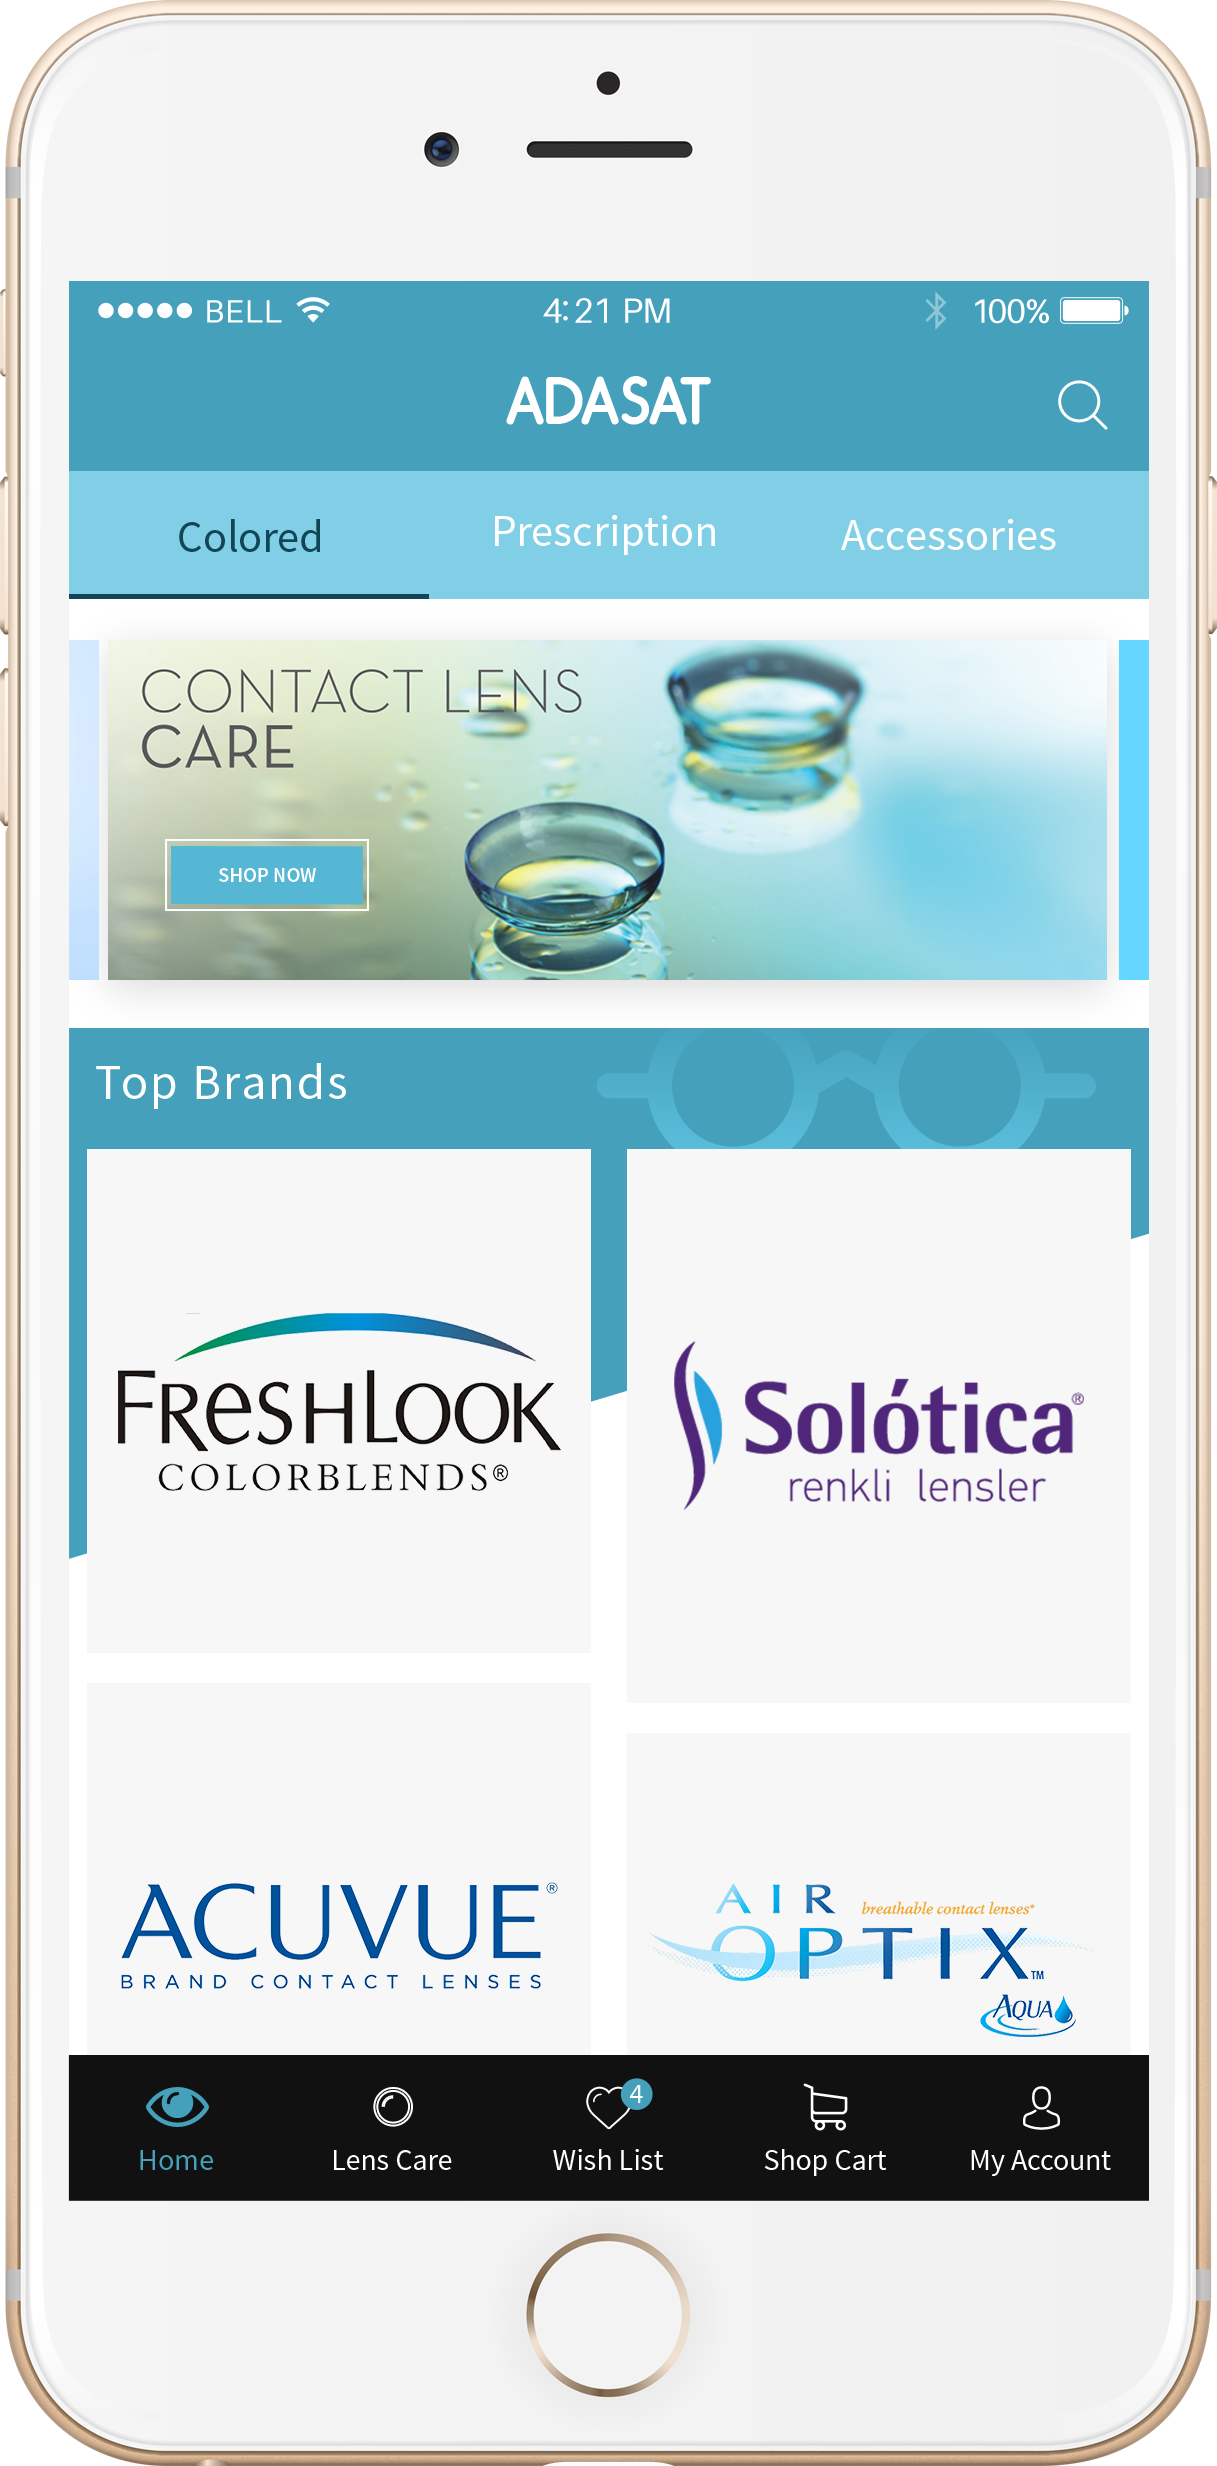 BELL 4:21 PM 100%
ADASAT
Colored Prescription Accessories
CONTACT LENS
CARE
SHOP NOW
Top Brands
FRESHLOOK
COLORBLENDS®
Solótica®
renkli lensler
ACUVUE®
BRAND CONTACT LENSES
AIR
breathable contact lenses*
OPTIX™
AQUA
4
Home Lens Care Wish List Shop Cart My Account